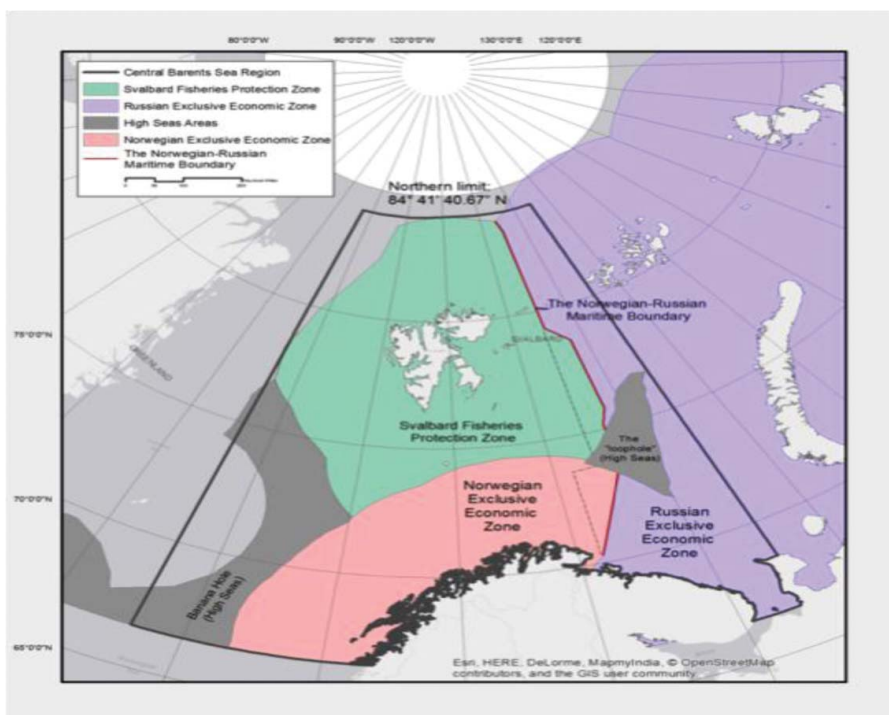 80°0'0"W 90°0'0"W 120°0'0"W 130°0'0"E 120°0'0"E
Central Barents Sea Region
Svalbard Fisheries Protection Zone
Russian Exclusive Economic Zone
High Seas Areas
Norwegian Exclusive Economic Zone
The Norwegian-Russian
Maritime Boundary
Northern limit:
84° 41' 40.67" N
The Norwegian-Russian
Maritime Boundary
75°0'0"N
SVALBARD
GREENLAND
Svalbard Fisheries
Protection Zone
The
"loophole"
(High Seas)
Norwegian
Exclusive
Economic
Zone
70°0'0"N
Russian
Exclusive
Economic
Zone
Banana Hole
(High Seas)
65°0'0"N
Esri, HERE, DeLorme, MapmyIndia, © OpenStreetMap
contributors, and the GIS user community